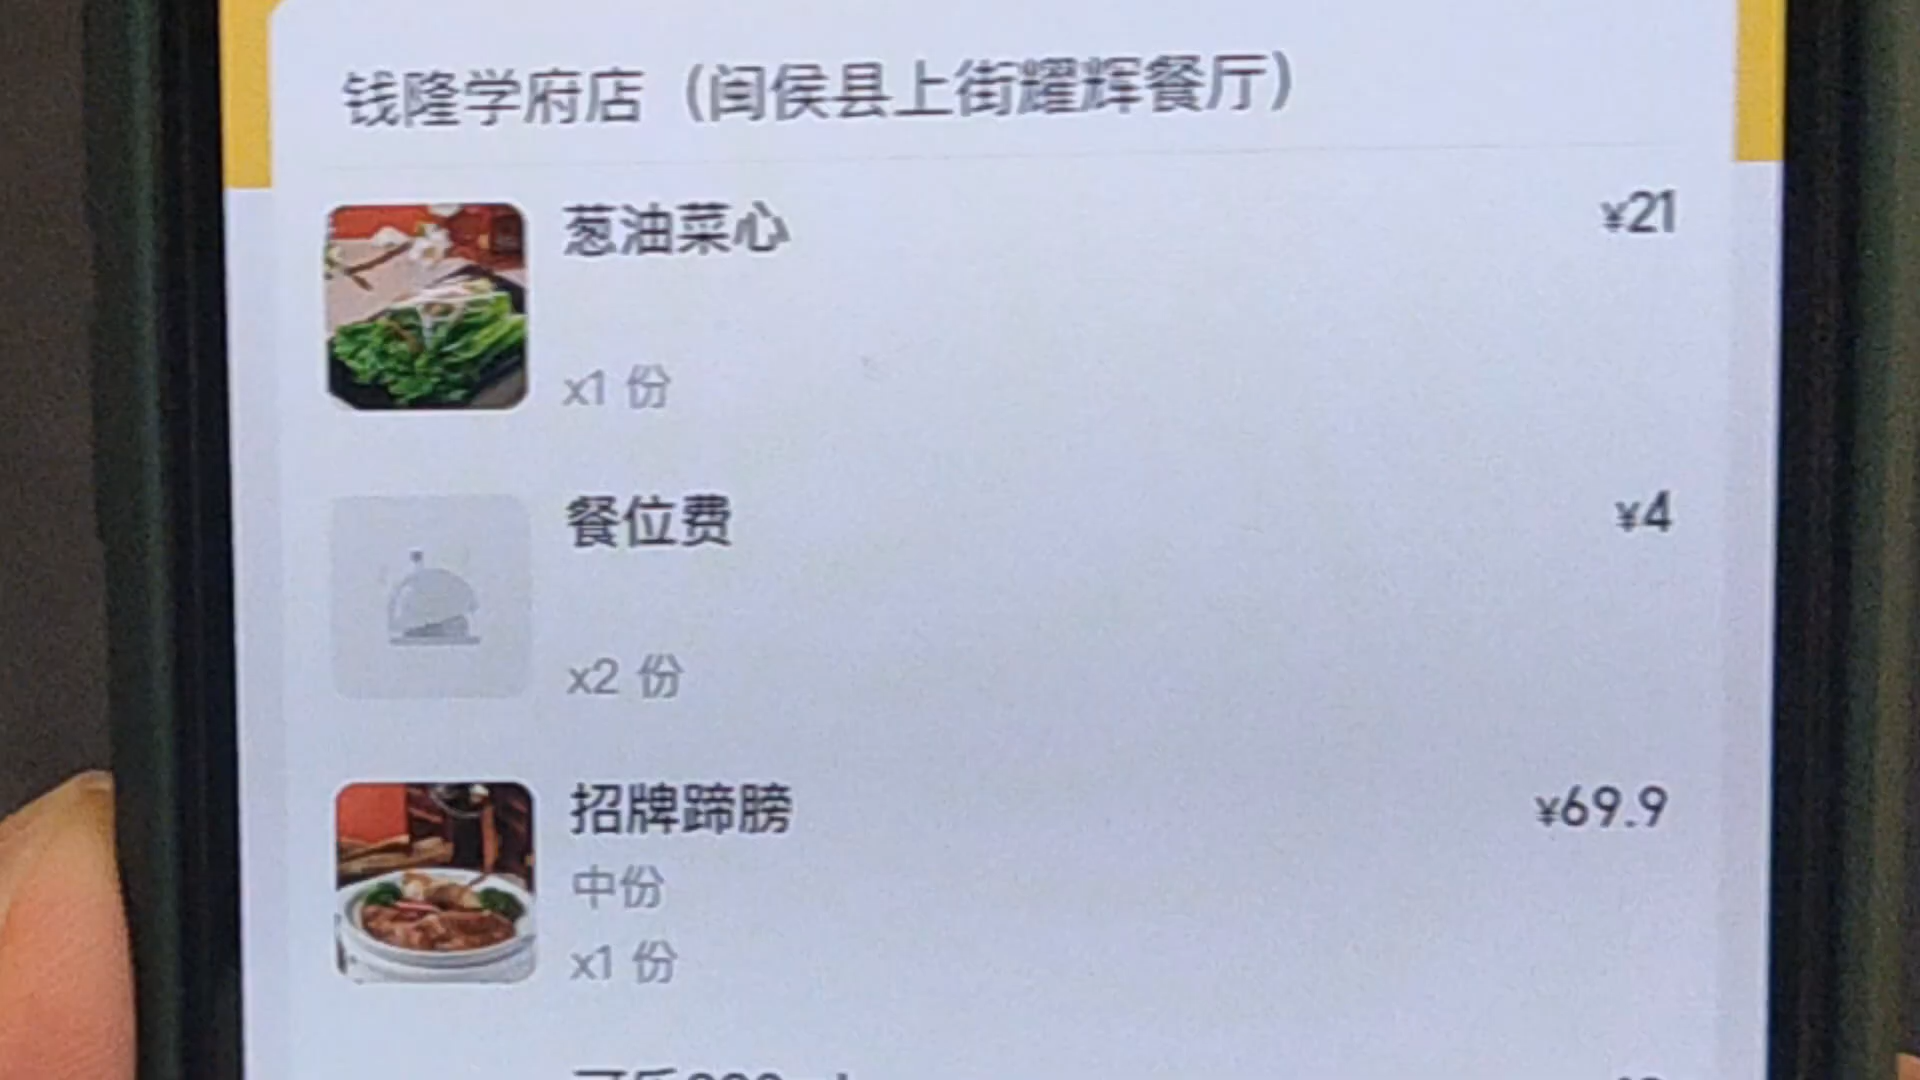 钱隆学府店（闽侯县上街耀辉餐厅）
葱油菜心
¥21
x1 份
餐位费
¥4
x2 份
招牌蹄膀
¥69.9
中份
x1 份